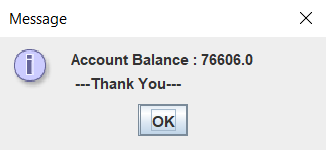 Message
Account Balance : 76606.0
---Thank You---
OK